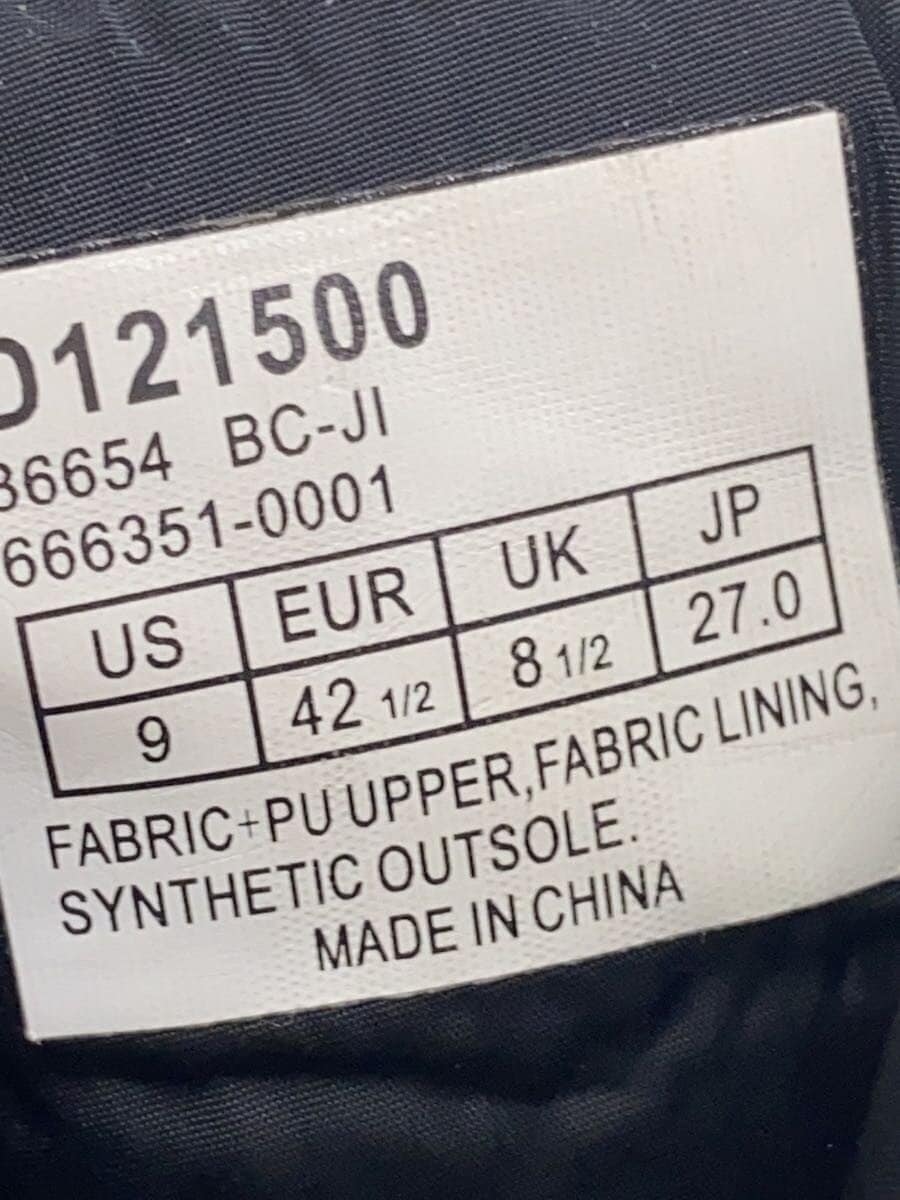 D121500
36654 BC-JI
666351-0001
US EUR UK JP
9 42 1/2 8 1/2 27.0
FABRIC+PU UPPER,FABRIC LINING,
SYNTHETIC OUTSOLE.
MADE IN CHINA